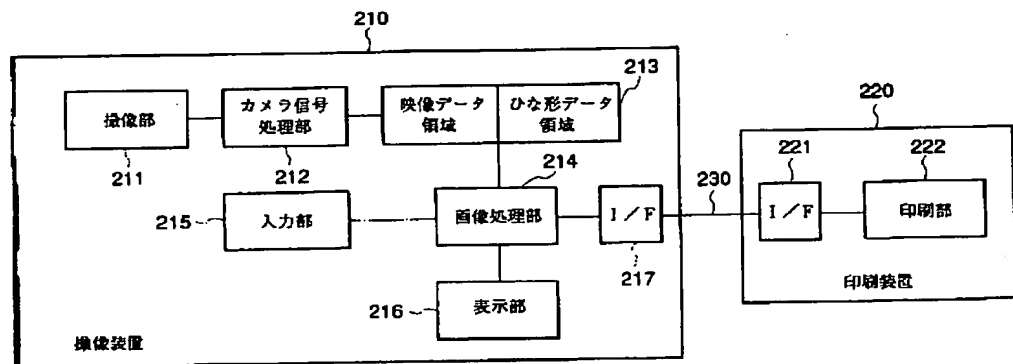 210
213
撮像部
カメラ信号
処理部
映像データ
領域
ひな形データ
領域
220
211
212
214
221
222
215
入力部
画像処理部
I/F
230
I/F
印刷部
217
216
表示部
印刷装置
撮像装置